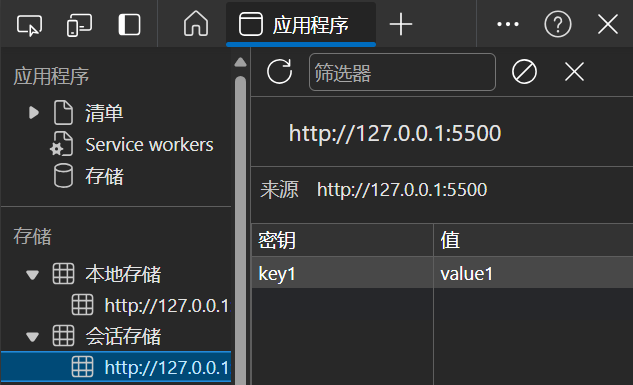 应用程序
应用程序
清单
Service workers
存储
存储
本地存储
http://127.0.0.1
会话存储
http://127.0.0.1
筛选器
http://127.0.0.1:5500
来源 http://127.0.0.1:5500
密钥 值
key1 value1